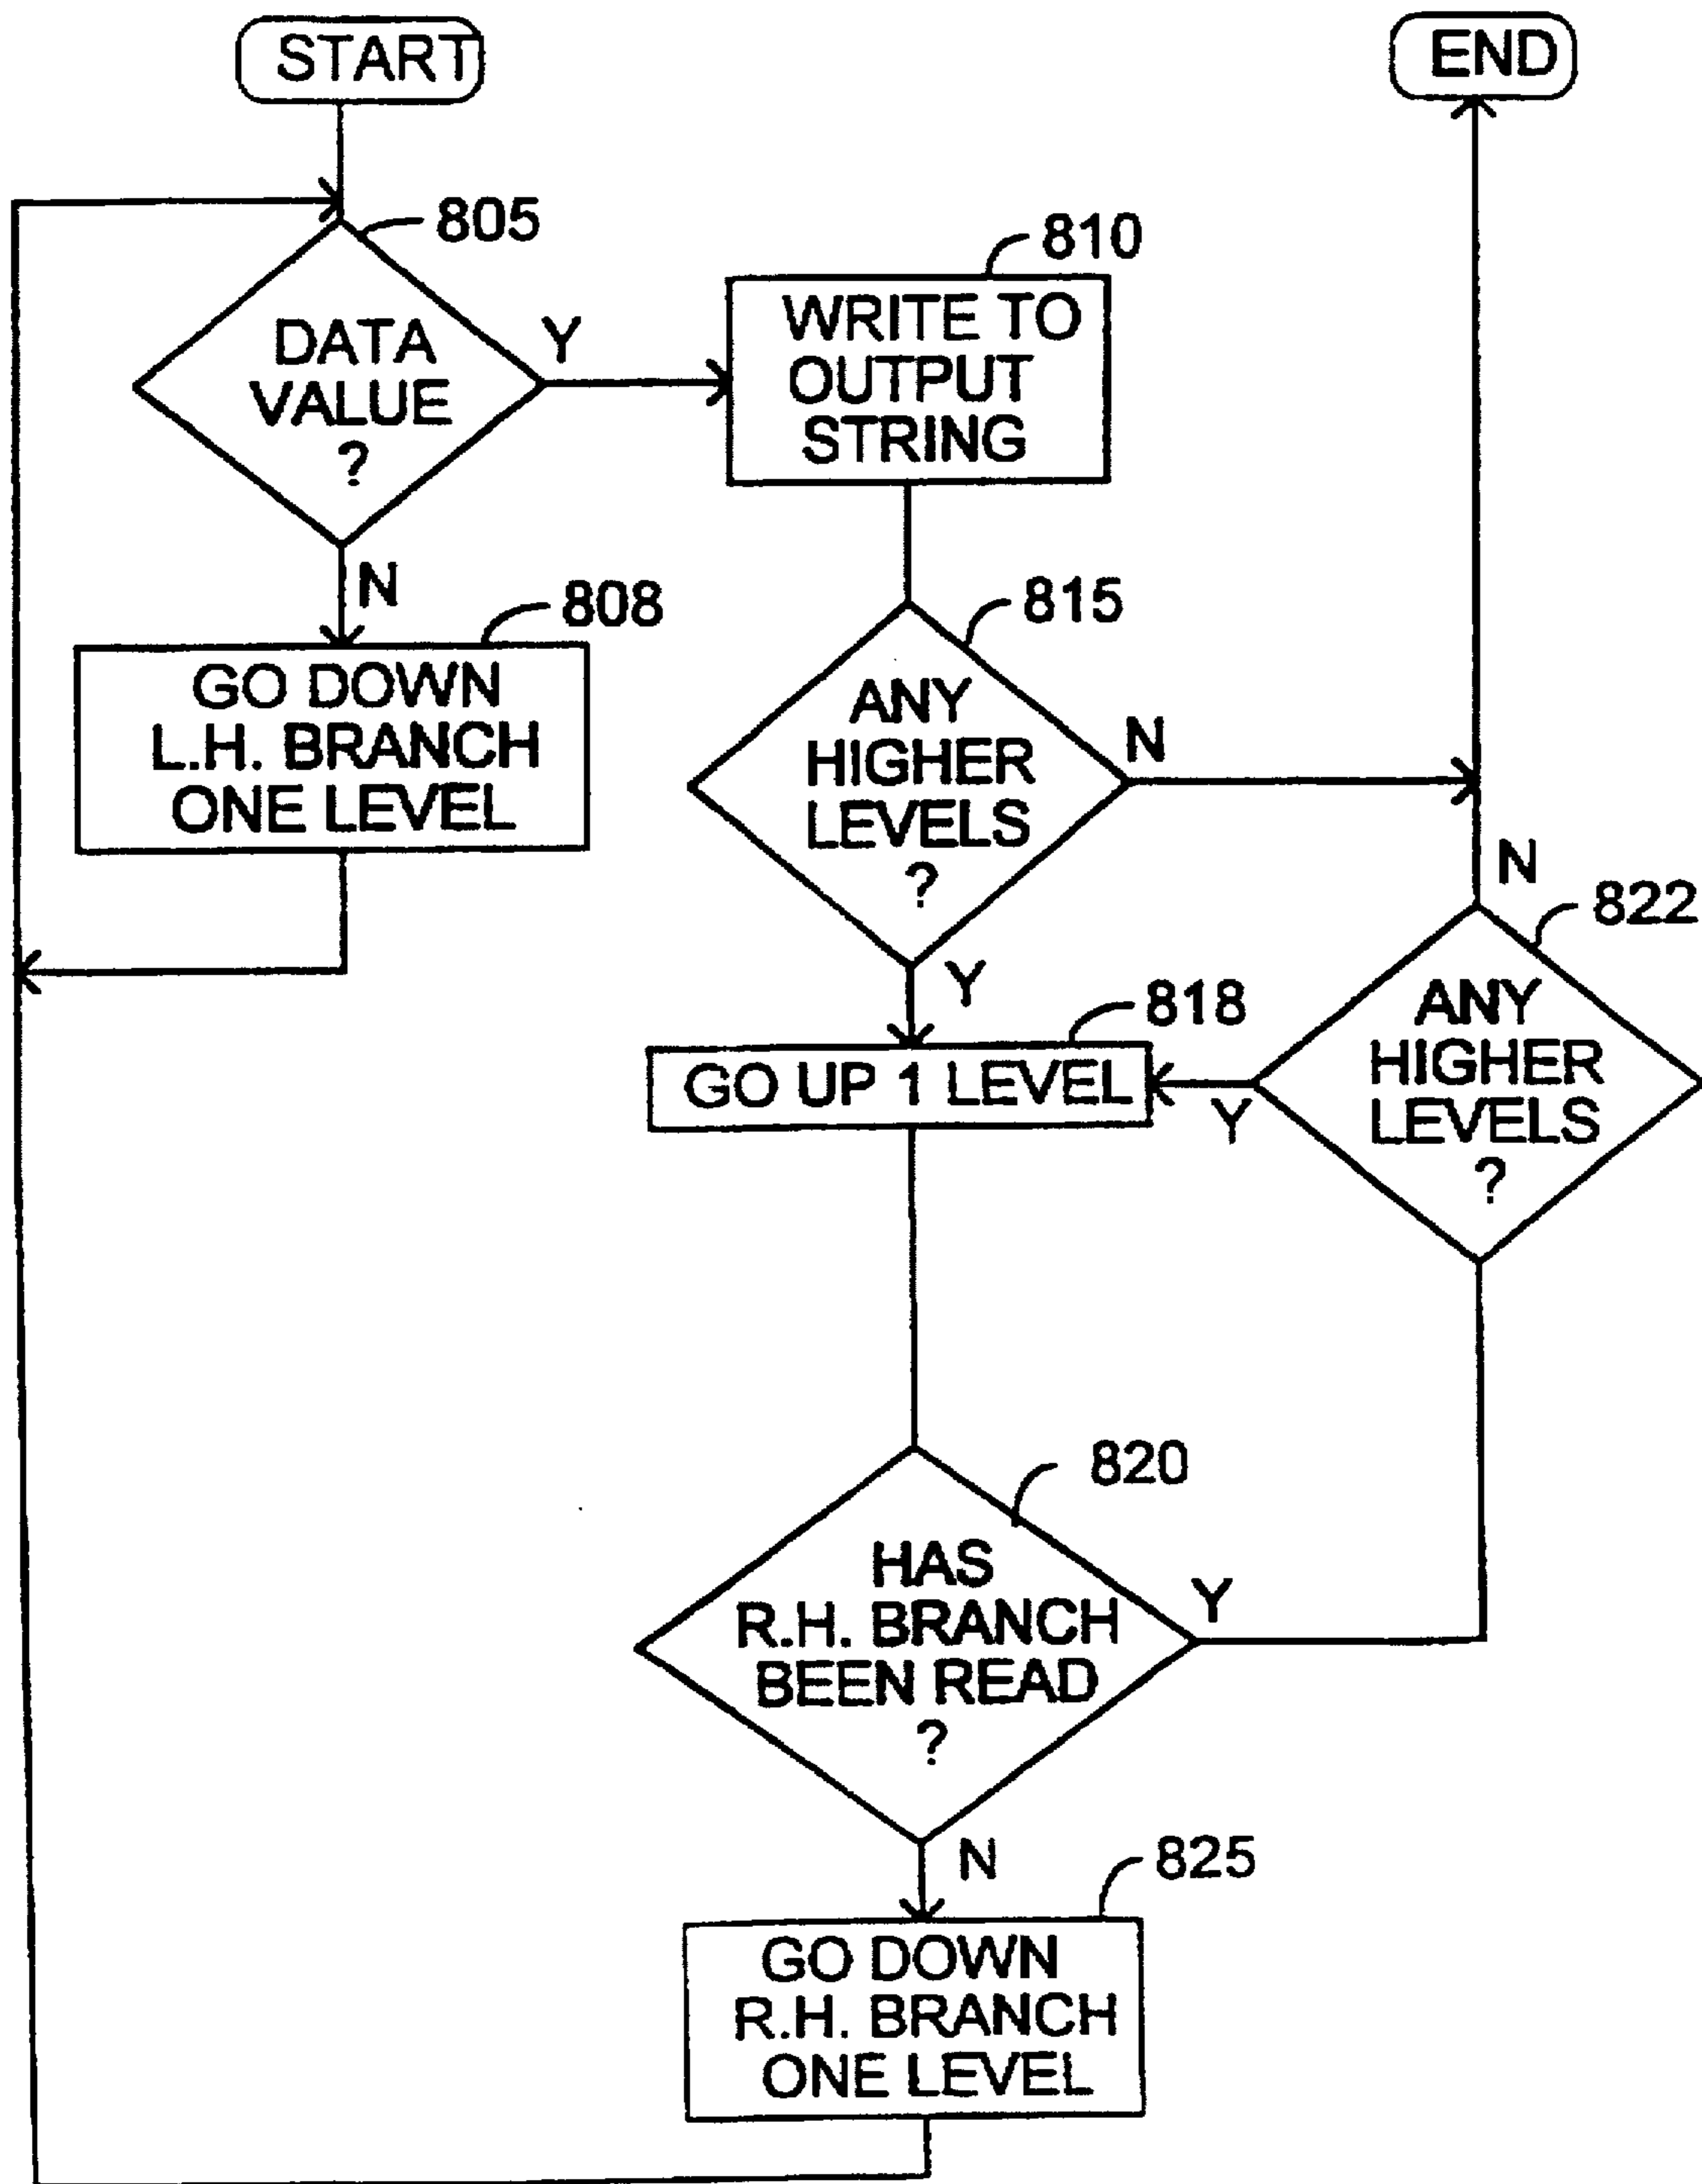 START
END
805
DATA
VALUE
?
Y
N
810
WRITE TO
OUTPUT
STRING
808
GO DOWN
L.H. BRANCH
ONE LEVEL
815
ANY
HIGHER
LEVELS
?
N
Y
822
ANY
HIGHER
LEVELS
?
N
Y
818
GO UP 1 LEVEL
820
HAS
R.H. BRANCH
BEEN READ
?
Y
N
825
GO DOWN
R.H. BRANCH
ONE LEVEL